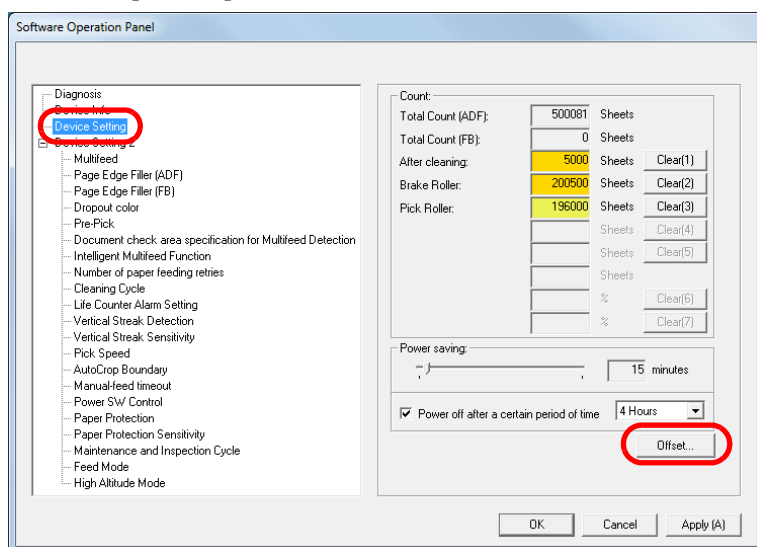 Software Operation Panel
Diagnosis
Device Info
Device Setting
Device Setting 2
Multifeed
Page Edge Filler (ADF)
Page Edge Filler (FB)
Dropout color
Pre-Pick
Document check area specification for Multifeed Detection
Intelligent Multifeed Function
Number of paper feeding retries
Cleaning Cycle
Life Counter Alarm Setting
Vertical Streak Detection
Vertical Streak Sensitivity
Pick Speed
AutoCrop Boundary
Manual-feed timeout
Power SW Control
Paper Protection
Paper Protection Sensitivity
Maintenance and Inspection Cycle
Feed Mode
High Altitude Mode
Count:
Total Count (ADF): 500081 Sheets
Total Count (FB): 0 Sheets
After cleaning: 5000 Sheets Clear(1)
Brake Roller: 200500 Sheets Clear(2)
Pick Roller: 196000 Sheets Clear(3)
Sheets Clear(4)
Sheets Clear(5)
Sheets
% Clear(6)
% Clear(7)
Power saving:
15 minutes
Power off after a certain period of time 4 Hours
Offset...
OK Cancel Apply (A)